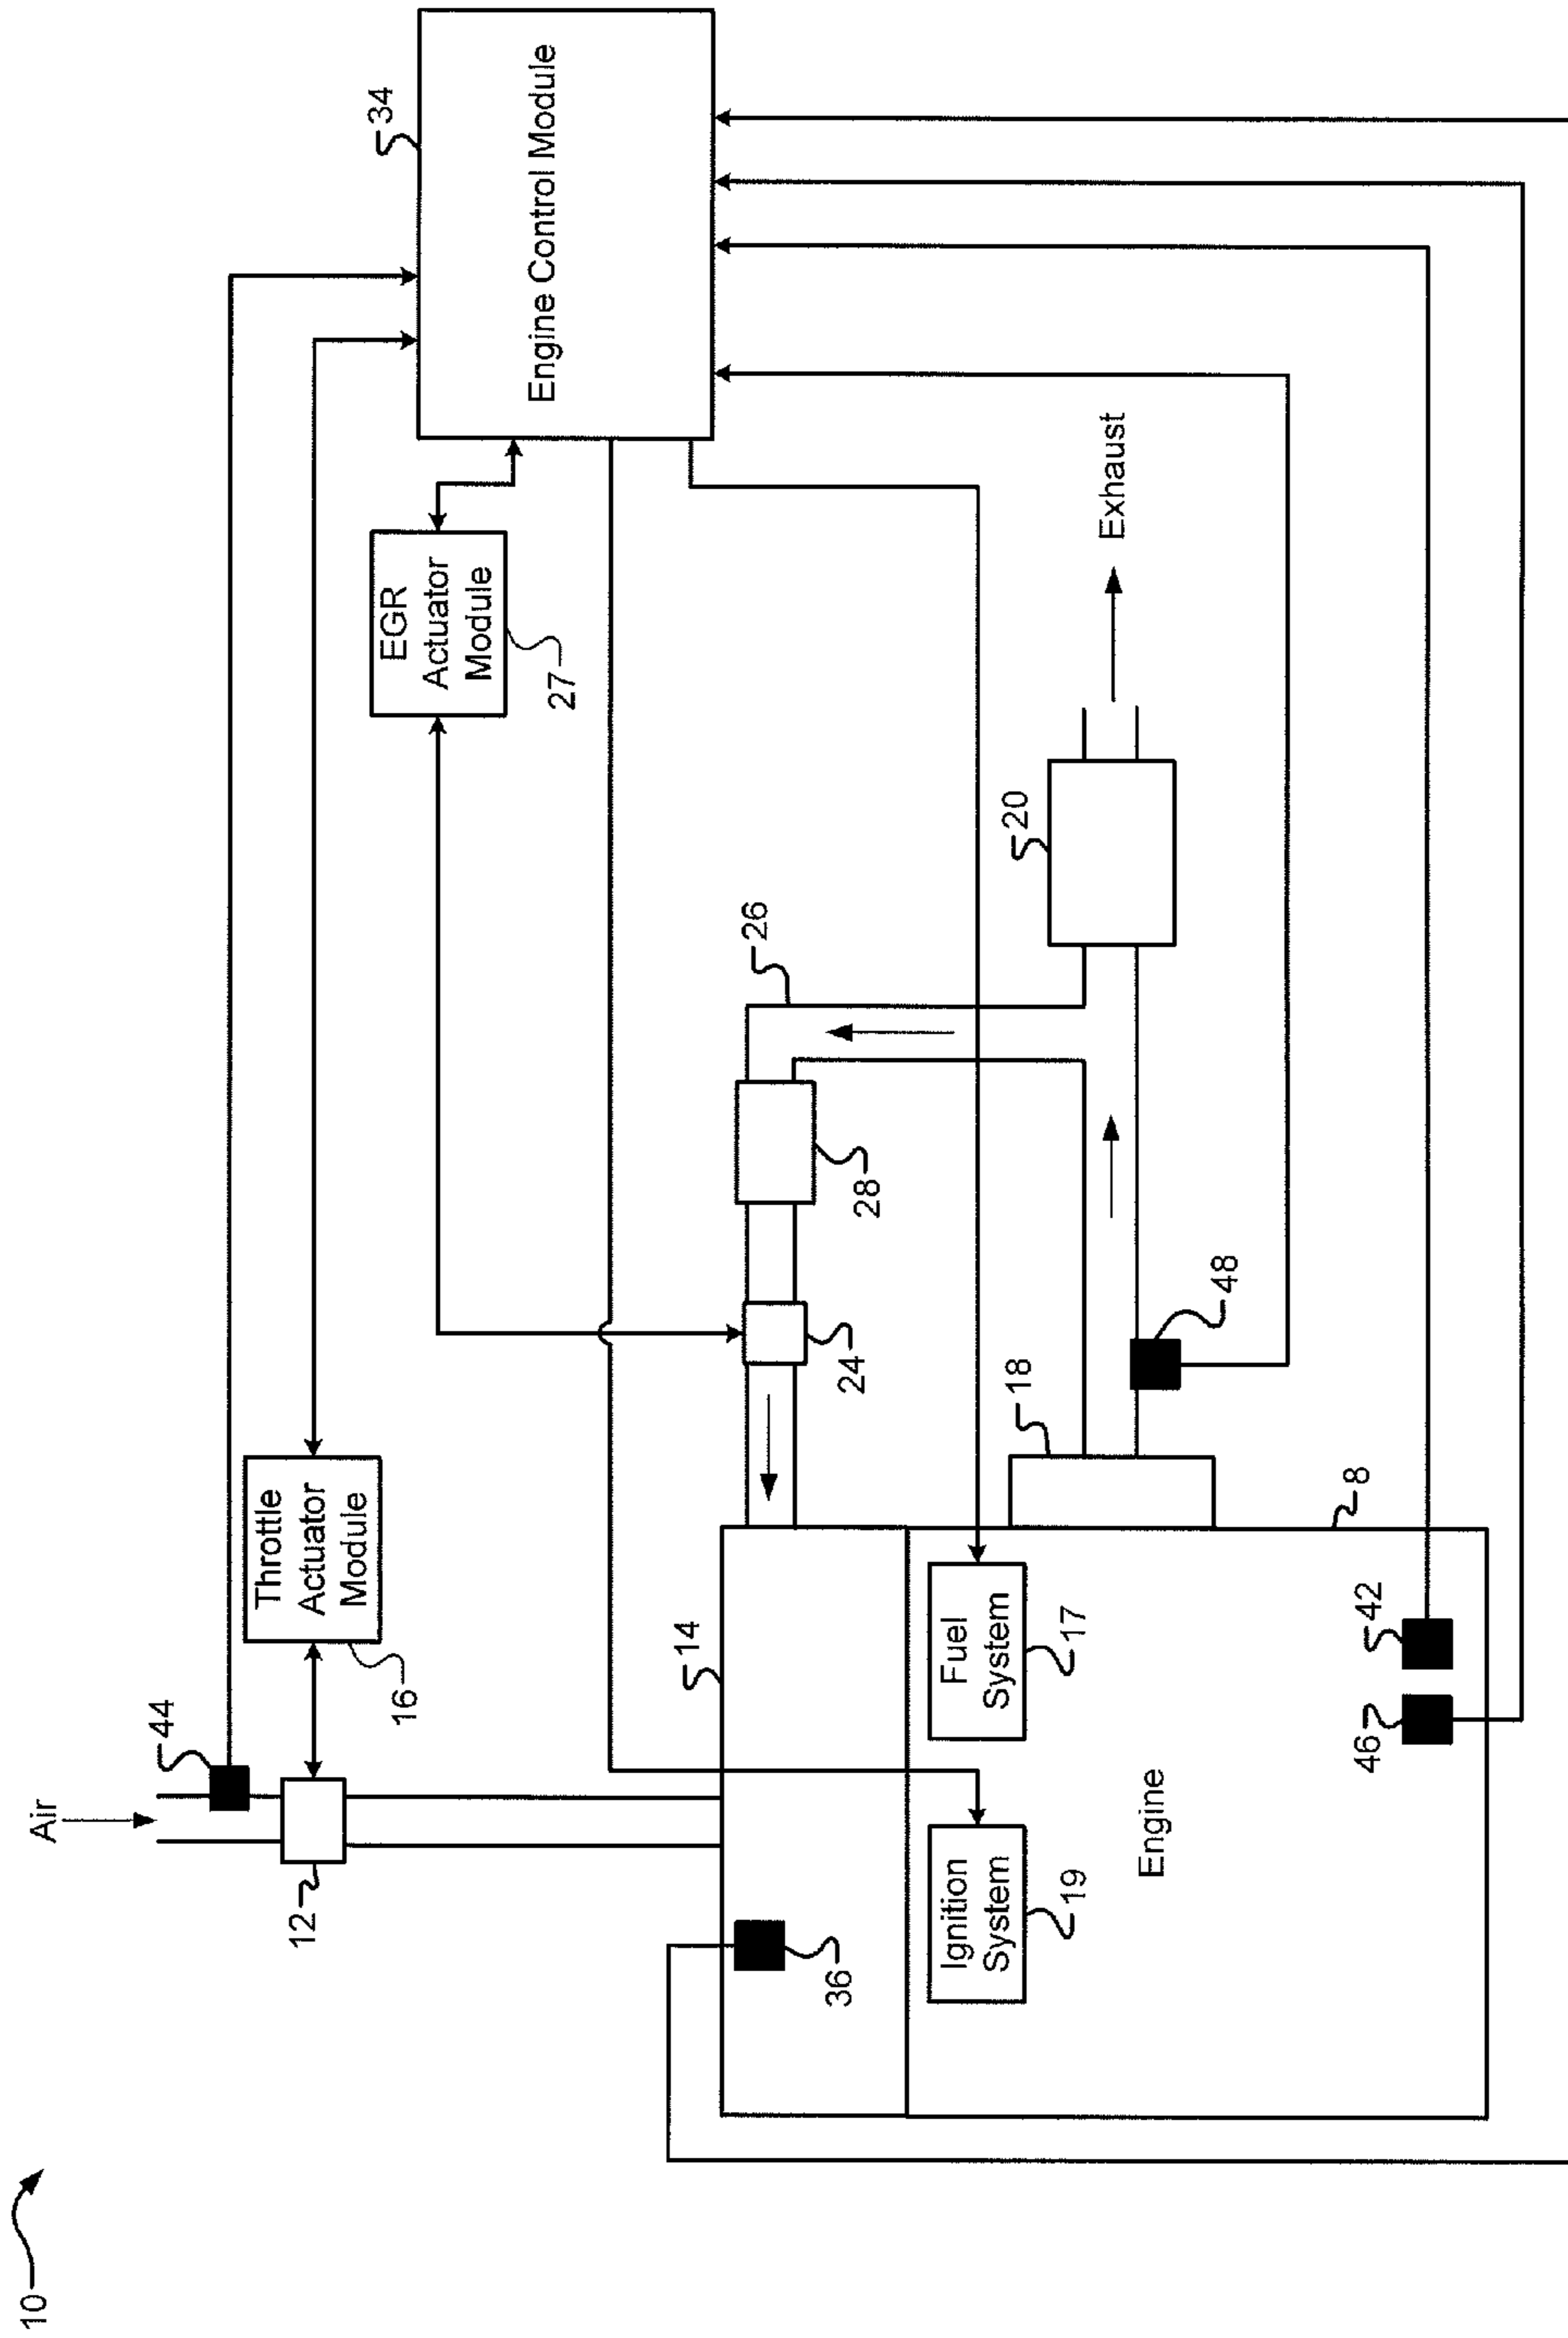 10
Air
44
12
Throttle
Actuator
Module
16
34
Engine Control Module
EGR
Actuator
Module
27
14
36
24
28
26
Ignition
System
19
Fuel
System
17
18
48
20
Exhaust
Engine
46
42
8